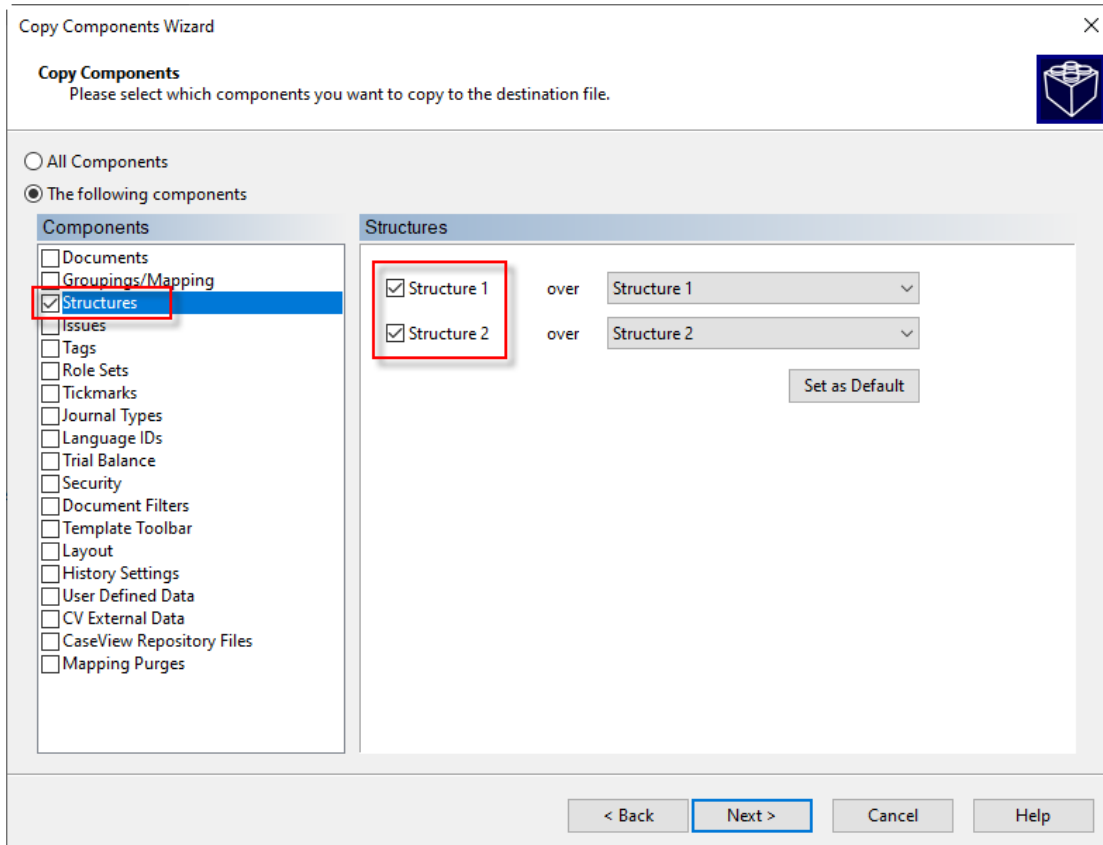 Copy Components Wizard
Copy Components
Please select which components you want to copy to the destination file.
All Components
The following components
Components
Documents
Groupings/Mapping
Structures
Issues
Tags
Role Sets
Tickmarks
Journal Types
Language IDs
Trial Balance
Security
Document Filters
Template Toolbar
Layout
History Settings
User Defined Data
CV External Data
CaseView Repository Files
Mapping Purges
Structures
Structure 1 over Structure 1
Structure 2 over Structure 2
Set as Default
< Back Next > Cancel Help